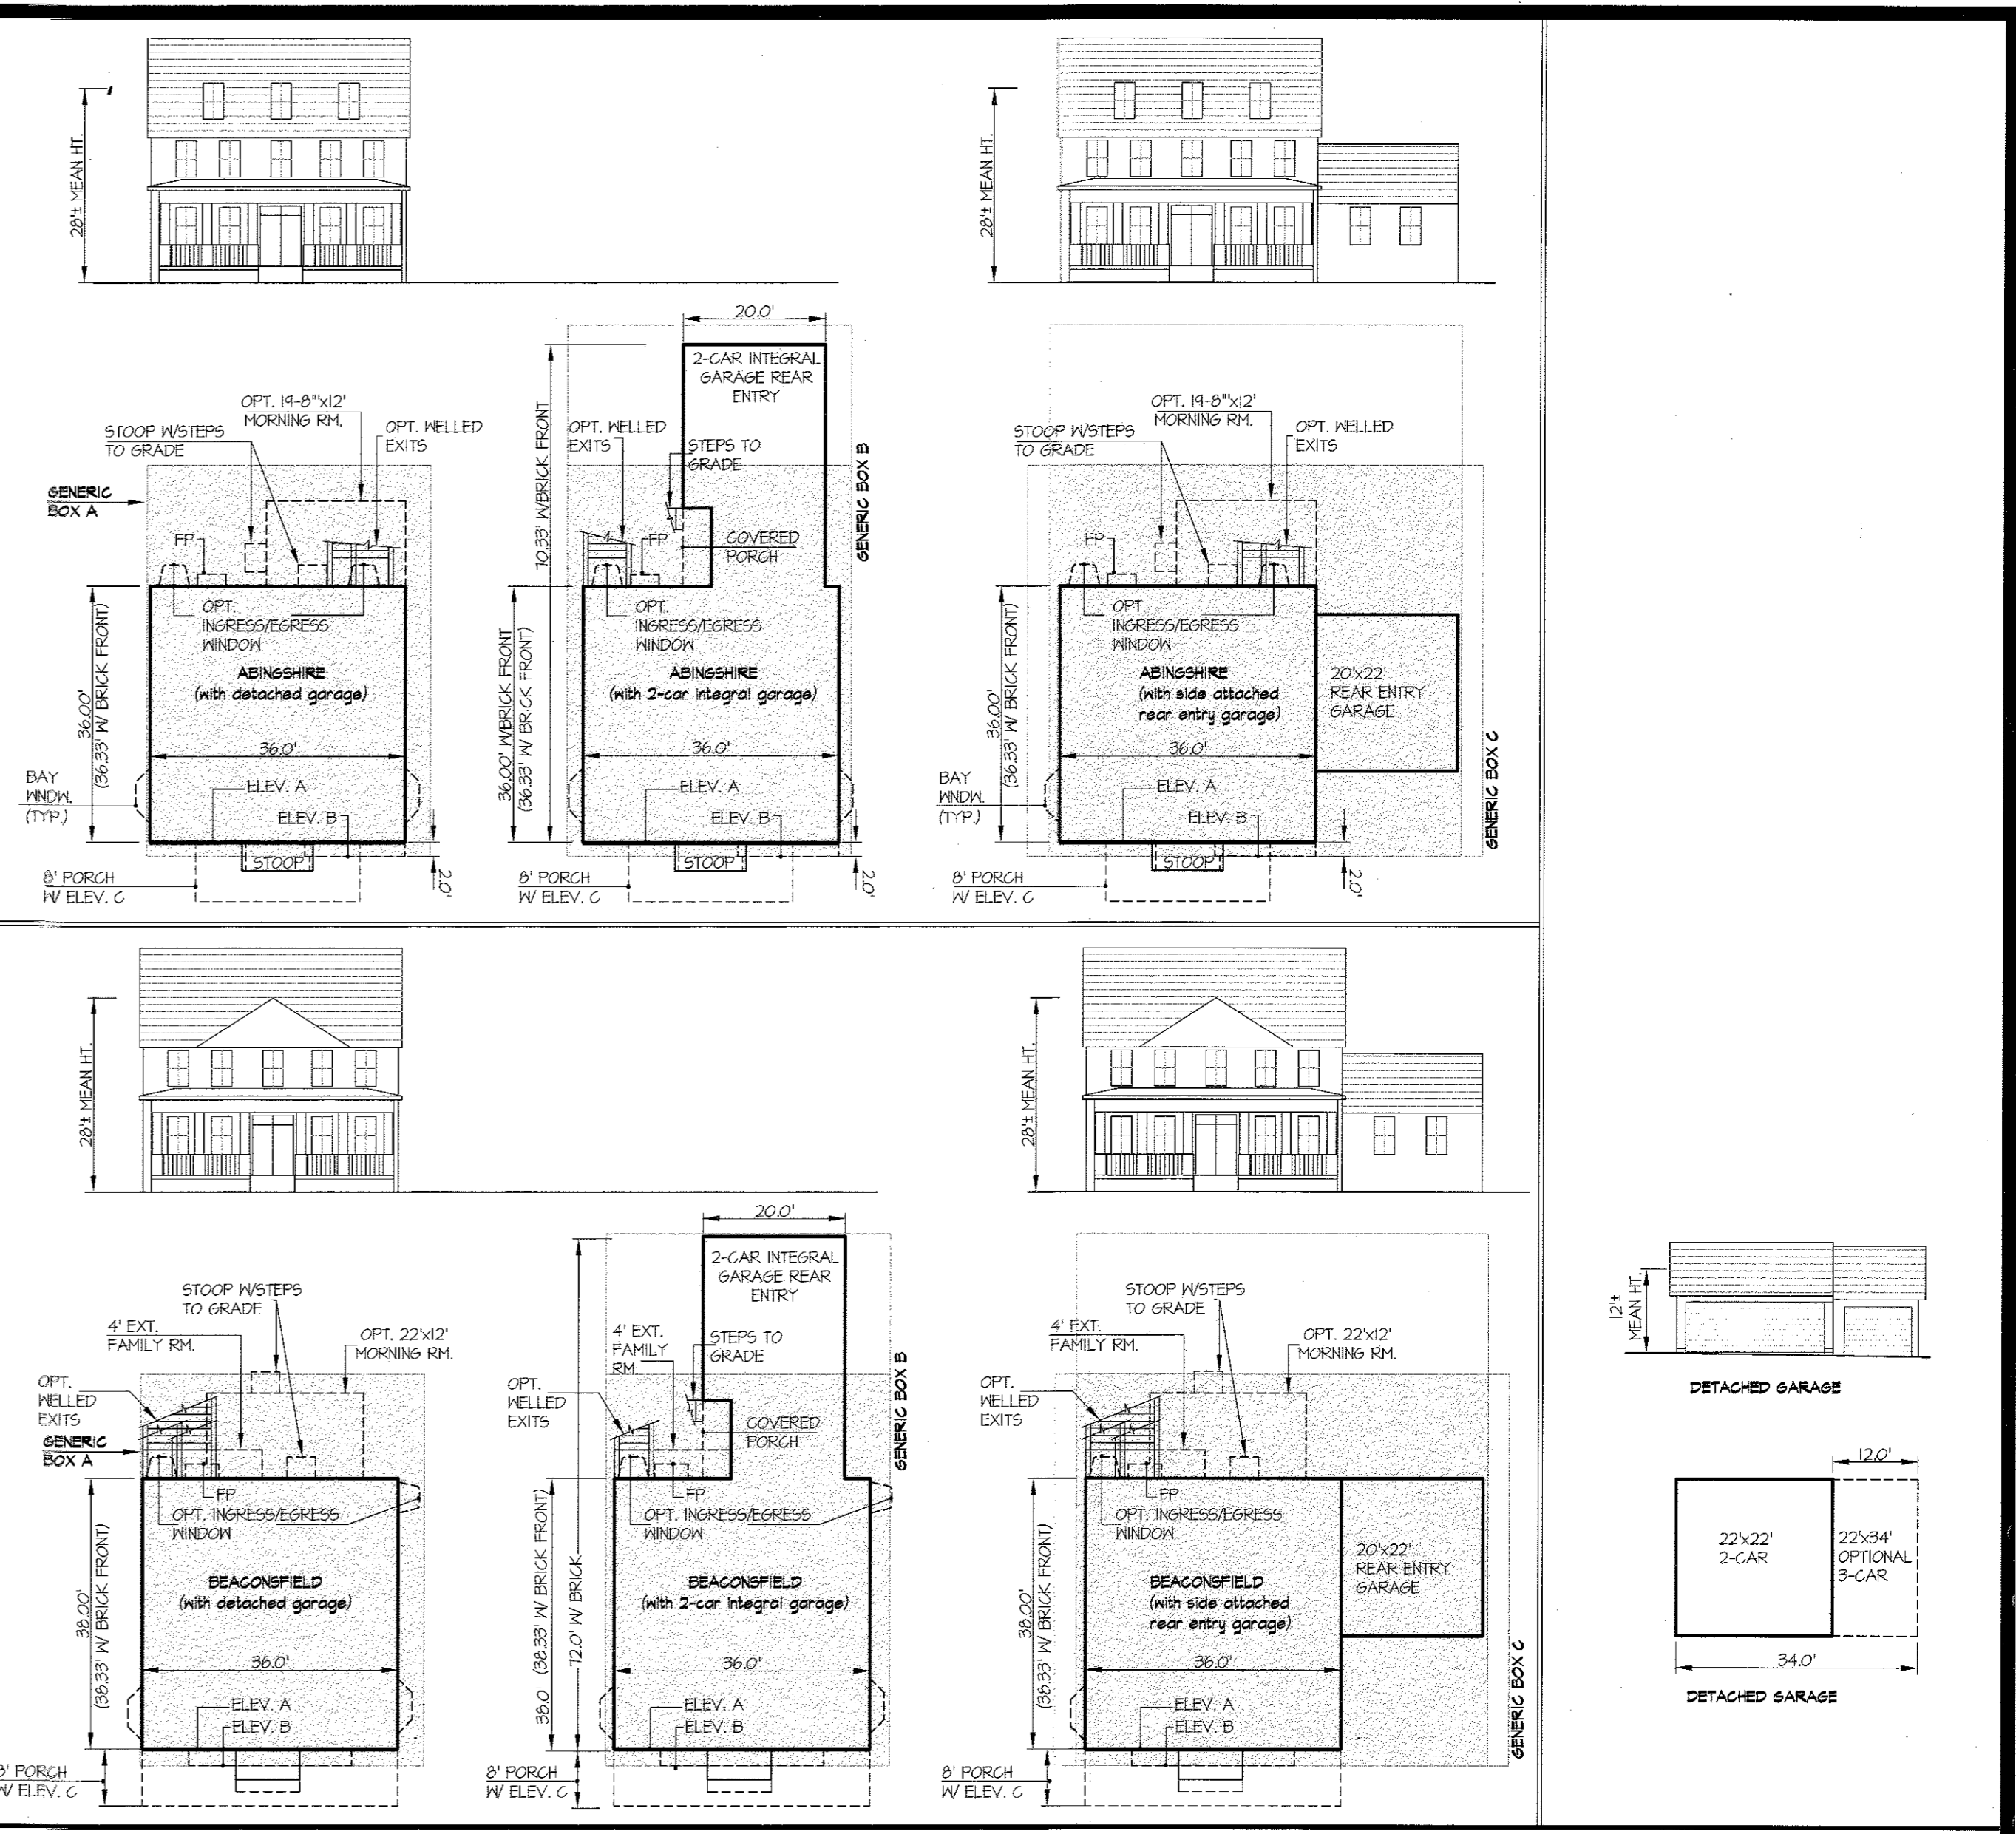 28'± MEAN HT.
28'± MEAN HT.
OPT. 19-8"'x12'
MORNING RM.
STOOP W/STEPS
TO GRADE
OPT. WELLED
EXITS
GENERIC
BOX A
FP
OPT.
INGRESS/EGRESS
WINDOW
ABINGSHIRE
(with detached garage)
36.00'
(36.33' W/ BRICK FRONT)
36.0'
BAY
WNDW.
(TYP.)
ELEV. A
ELEV. B
STOOP
8' PORCH
W/ ELEV. C
2.0'
20.0'
2-CAR INTEGRAL
GARAGE REAR
ENTRY
70.33' W/BRICK FRONT
OPT. WELLED
EXITS
STEPS TO
GRADE
GENERIC BOX B
FP
COVERED
PORCH
OPT.
INGRESS/EGRESS
WINDOW
ABINGSHIRE
(with 2-car integral garage)
36.00' W/BRICK FRONT
(36.33' W/ BRICK FRONT)
36.0'
ELEV. A
ELEV. B
STOOP
8' PORCH
W/ ELEV. C
2.0'
OPT. 19-8"'x12'
MORNING RM.
STOOP W/STEPS
TO GRADE
OPT. WELLED
EXITS
FP
OPT
INGRESS/EGRESS
WINDOW
ABINGSHIRE
(with side attached
rear entry garage)
20'x22'
REAR ENTRY
GARAGE
36.00'
(36.33' W/ BRICK FRONT)
36.0'
BAY
WNDW.
(TYP.)
ELEV. A
ELEV. B
STOOP
8' PORCH
W/ ELEV. C
2.0'
GENERIC BOX C
28'± MEAN HT.
28'± MEAN HT.
STOOP W/STEPS
TO GRADE
4' EXT.
FAMILY RM.
OPT. 22'x12'
MORNING RM.
OPT.
WELLED
EXITS
GENERIC
BOX A
FP
OPT. INGRESS/EGRESS
WINDOW
BEACONSFIELD
(with detached garage)
38.00'
(38.33' W/ BRICK FRONT)
36.0'
ELEV. A
ELEV. B
8' PORCH
W/ ELEV. C
20.0'
2-CAR INTEGRAL
GARAGE REAR
ENTRY
4' EXT.
FAMILY
RM.
STEPS TO
GRADE
OPT.
WELLED
EXITS
COVERED
PORCH
GENERIC BOX B
FP
OPT. INGRESS/EGRESS
WINDOW
BEACONSFIELD
(with 2-car integral garage)
38.0' (38.33' W/ BRICK FRONT)
72.0' W/ BRICK
36.0'
ELEV. A
ELEV. B
8' PORCH
W/ ELEV. C
STOOP W/STEPS
TO GRADE
4' EXT.
FAMILY RM.
OPT. 22'x12'
MORNING RM.
OPT.
WELLED
EXITS
FP
OPT. INGRESS/EGRESS
WINDOW
BEACONSFIELD
(with side attached
rear entry garage)
20'x22'
REAR ENTRY
GARAGE
38.00'
(38.33' W/ BRICK FRONT)
36.0'
ELEV. A
ELEV. B
8' PORCH
W/ ELEV. C
GENERIC BOX C
12'±
MEAN HT.
DETACHED GARAGE
12.0'
22'x22'
2-CAR
22'x34'
OPTIONAL
3-CAR
34.0'
DETACHED GARAGE